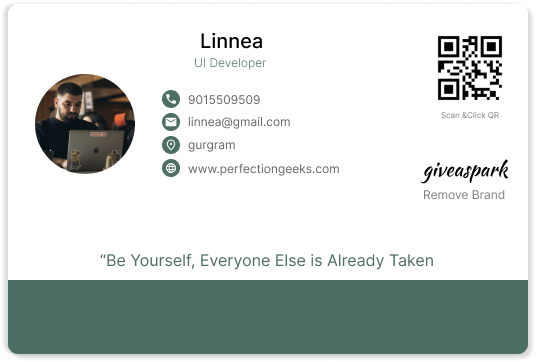 Linnea
UI Developer
9015509509
linnea@gmail.com
gurgram
www.perfectiongeeks.com
Scan &Click QR
giveaspark
Remove Brand
“Be Yourself, Everyone Else is Already Taken